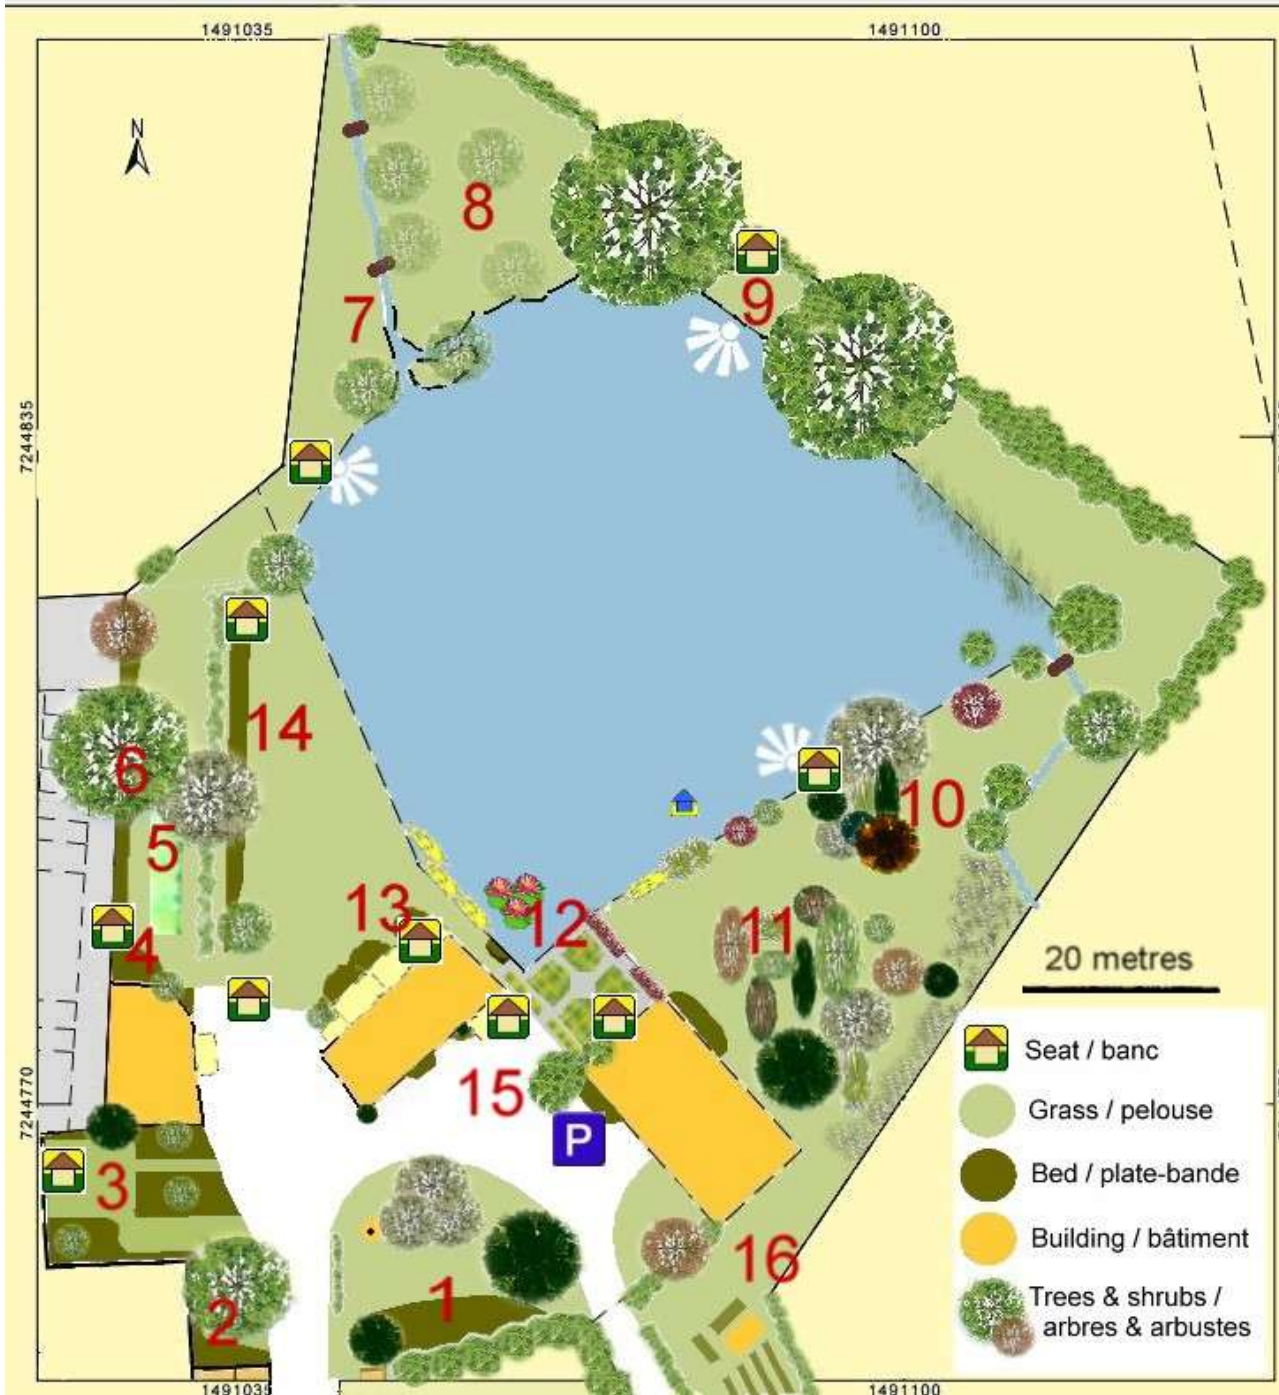 1491035
1491100
N
8
9
7
7244835
14
6
10
5
13
12
11
4
20 metres
Seat / banc
7244770
15
Grass / pelouse
P
Bed / plate-bande
3
Building / bâtiment
16
1
2
Trees & shrubs /
arbres & arbustes
1491035
1491100